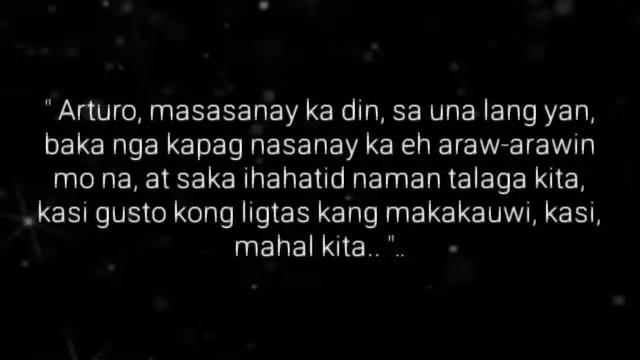 " Arturo, masasanay ka din, sa una lang yan,
baka nga kapag nasanay ka eh araw-arawin
mo na, at saka ihahatid naman talaga kita,
kasi gusto kong ligtas kang makakauwi, kasi,
mahal kita.. "..